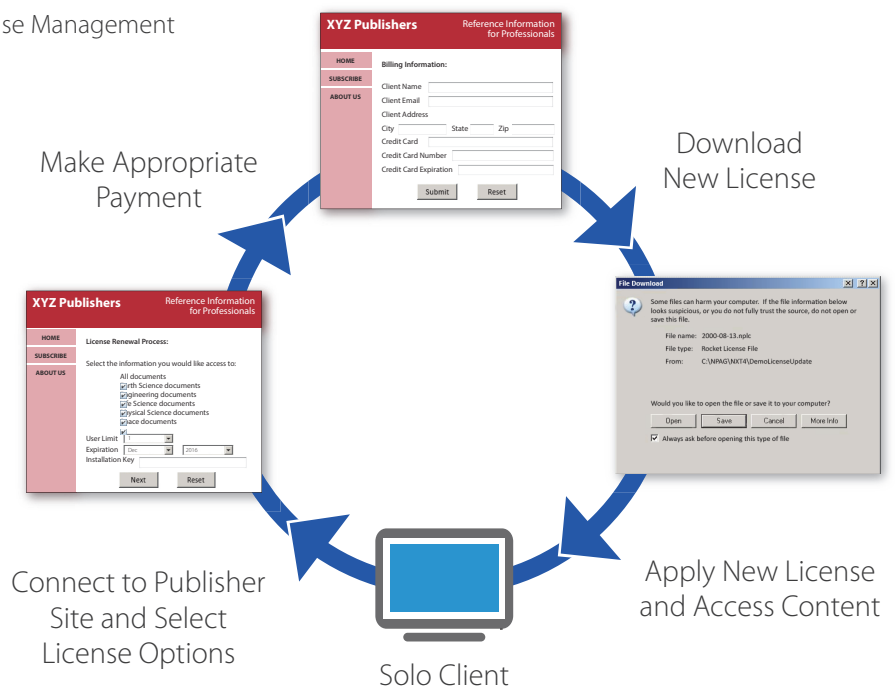 se Management
XYZ Publishers
Reference Information
for Professionals
HOME
SUBSCRIBE
ABOUT US
Billing Information:
Client Name
Client Email
Client Address
City State Zip
Credit Card
Credit Card Number
Credit Card Expiration
Submit Reset
Make Appropriate
Payment
Download
New License
XYZ Publishers
Reference Information
for Professionals
HOME
SUBSCRIBE
ABOUT US
License Renewal Process:
Select the information you would like access to:
All documents
rth Science documents
gineering documents
e Science documents
ysical Science documents
ace documents
User Limit 1
Expiration Dec 2016
Installation Key
Next Reset
File Download
Some files can harm your computer. If the file information below
looks suspicious, or you do not fully trust the source, do not open or
save this file.
File name: 2000-08-13.nplc
File type: Rocket License File
From: C:\NPAG\NXT4\DemoLicenseUpdate
Would you like to open the file or save it to your computer?
Open Save Cancel More Info
Always ask before opening this type of file
Connect to Publisher
Site and Select
License Options
Solo Client
Apply New License
and Access Content